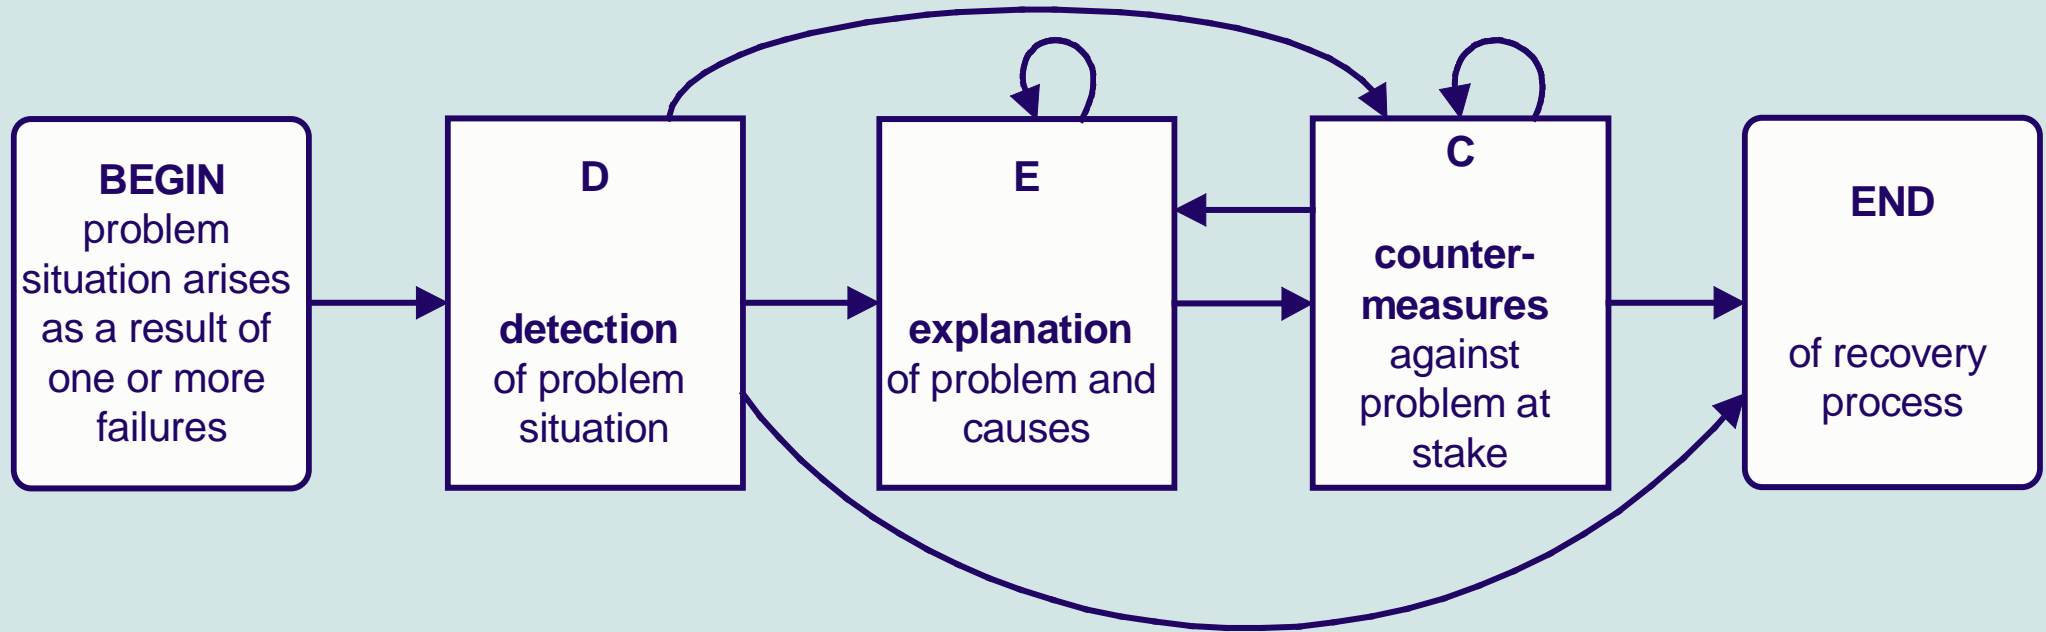 BEGIN
problem
situation arises
as a result of
one or more
failures
D
detection
of problem
situation
E
explanation
of problem and
causes
C
counter-
measures
against
problem at
stake
END
of recovery
process